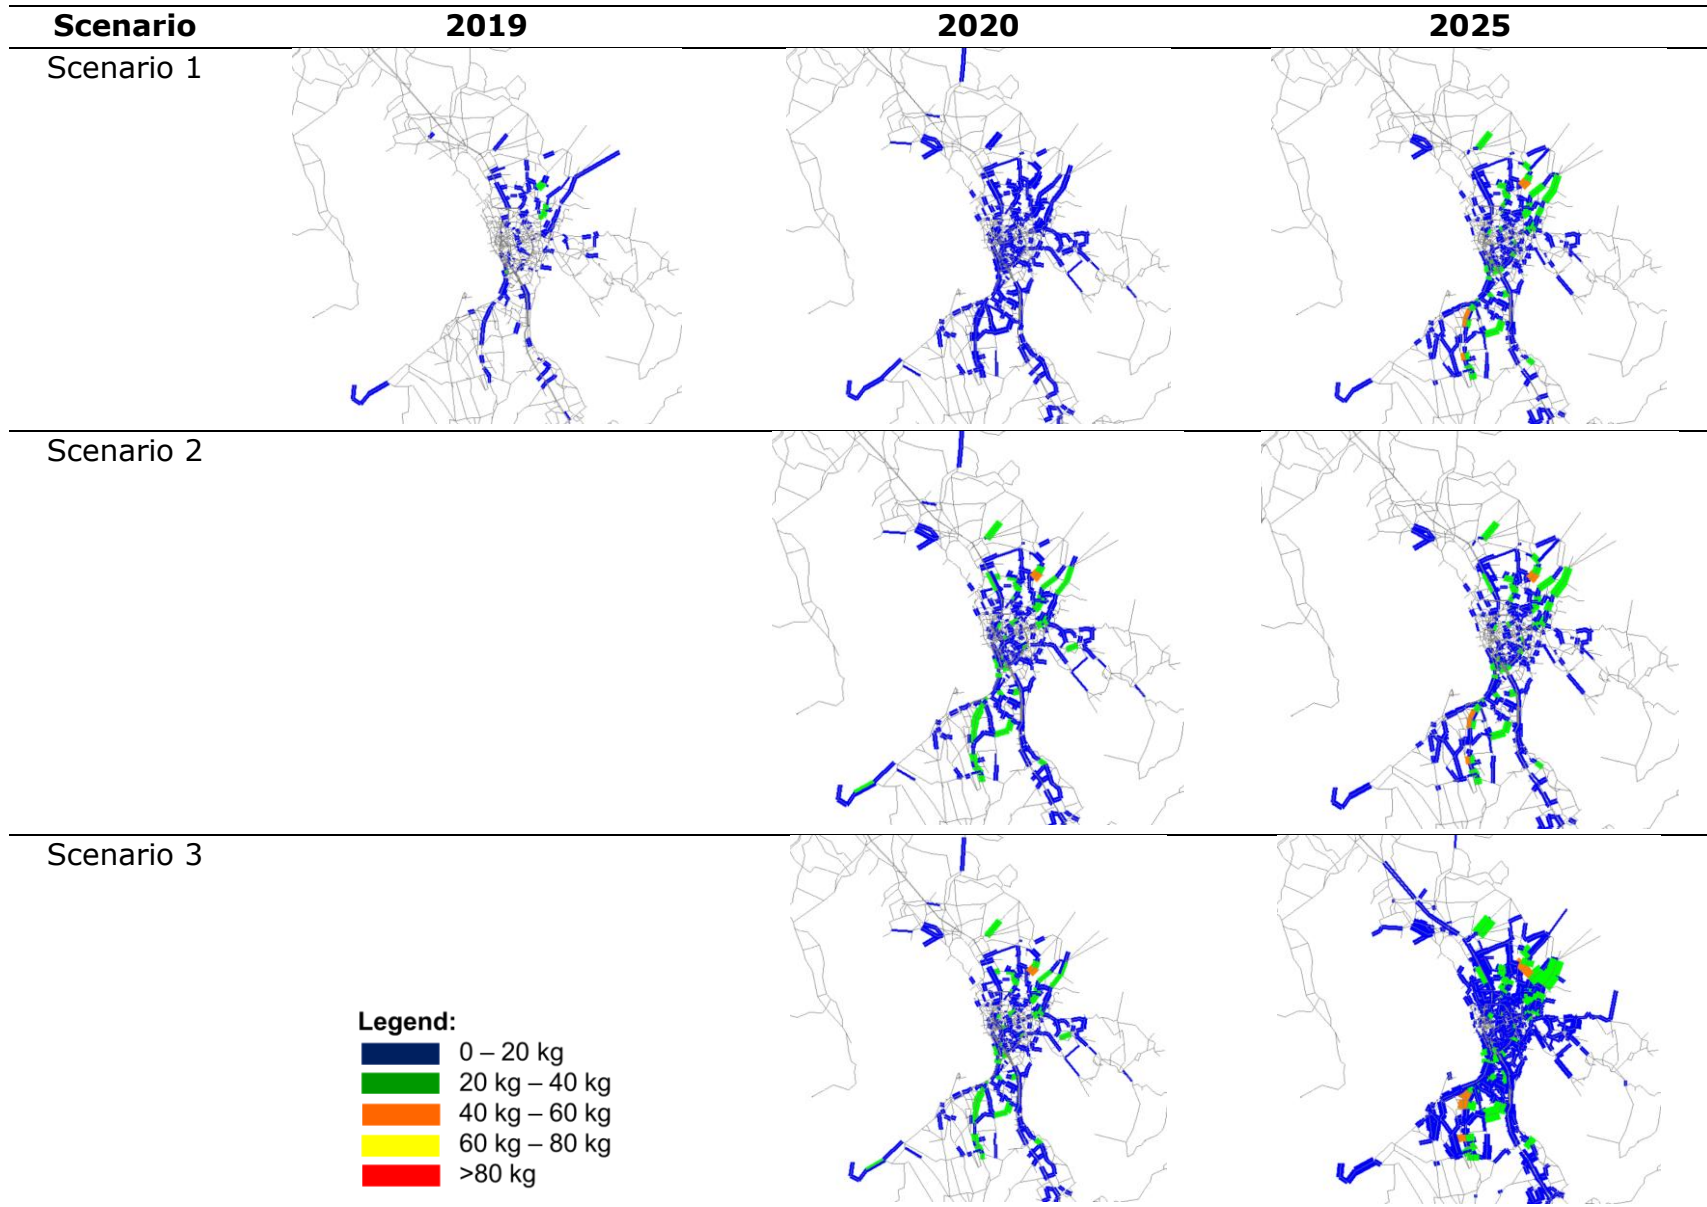 Scenario 2019 2020 2025
Scenario 1
Scenario 2
Scenario 3
Legend:
0 – 20 kg
20 kg – 40 kg
40 kg – 60 kg
60 kg – 80 kg
>80 kg